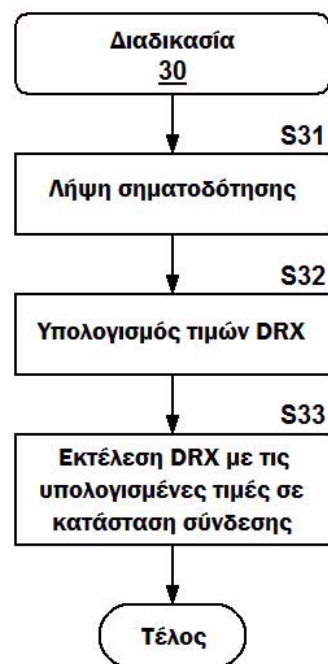 Διαδικασία
30
S31
Λήψη σηματοδότησης
S32
Υπολογισμός τιμών DRX
S33
Εκτέλεση DRX με τις
υπολογισμένες τιμές σε
κατάσταση σύνδεσης
Τέλος